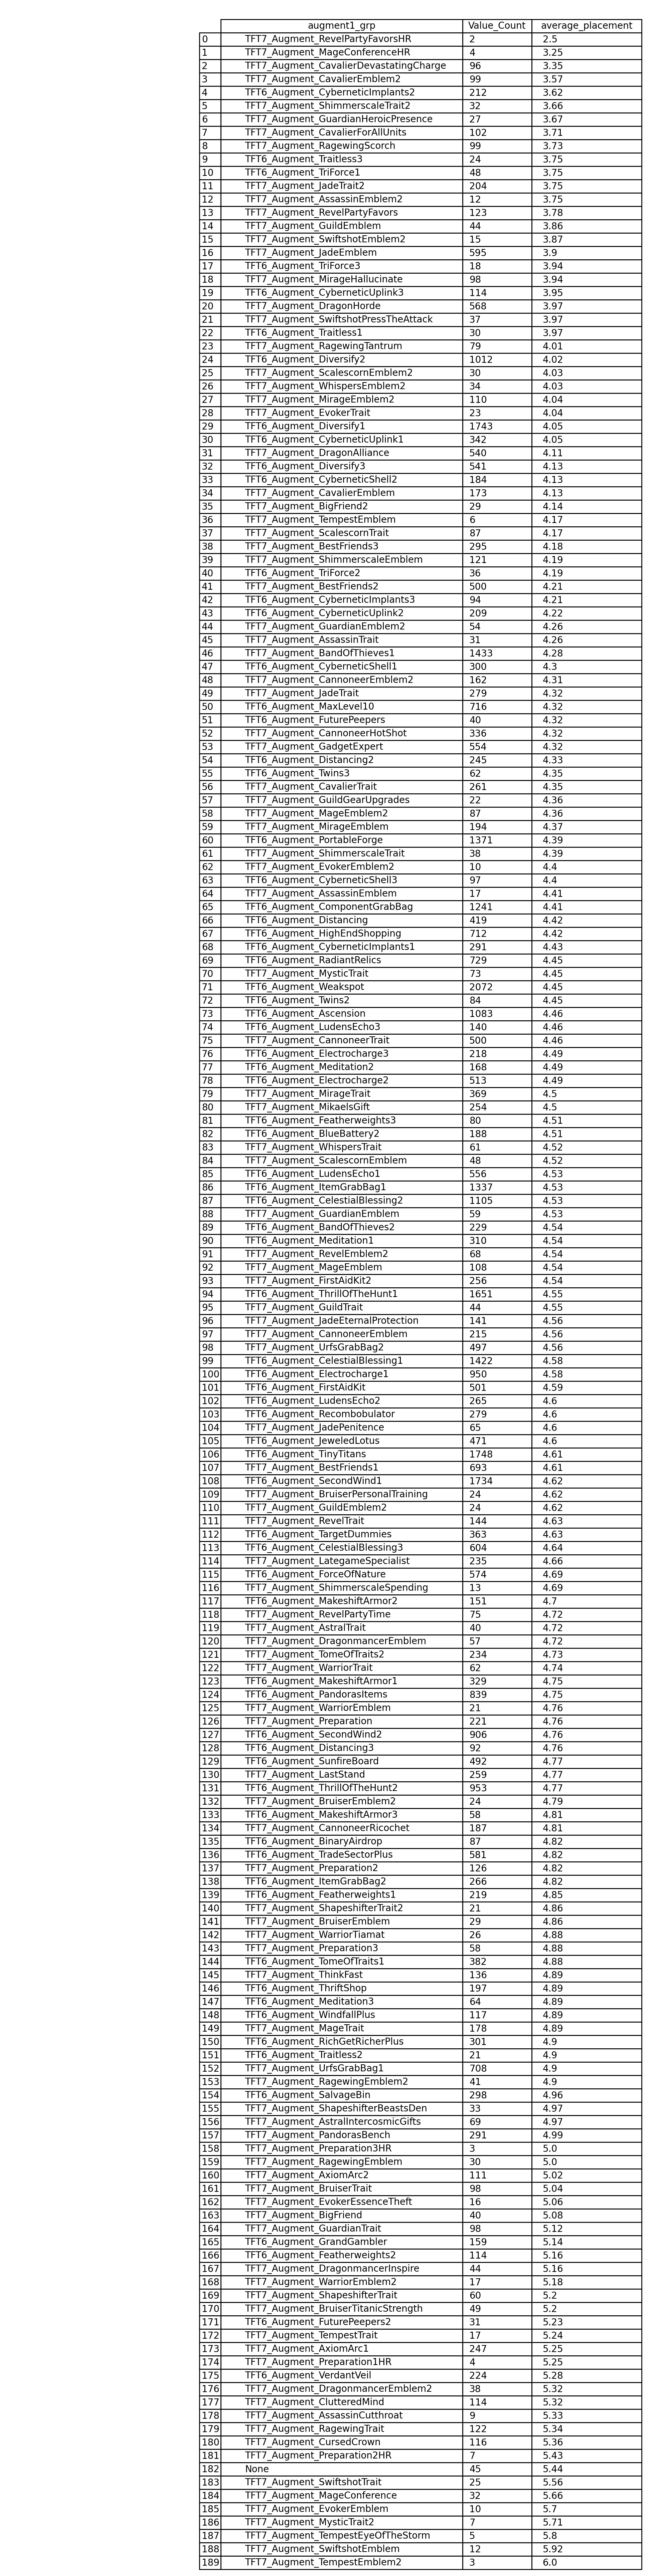 augment1_grp Value_Count average_placement
0 TFT7_Augment_RevelPartyFavorsHR 2 2.5
1 TFT7_Augment_MageConferenceHR 4 3.25
2 TFT7_Augment_CavalierDevastatingCharge 96 3.35
3 TFT7_Augment_CavalierEmblem2 99 3.57
4 TFT6_Augment_CyberneticImplants2 212 3.62
5 TFT7_Augment_ShimmerscaleTrait2 32 3.66
6 TFT7_Augment_GuardianHeroicPresence 27 3.67
7 TFT7_Augment_CavalierForAllUnits 102 3.71
8 TFT7_Augment_RagewingScorch 99 3.73
9 TFT6_Augment_Traitless3 24 3.75
10 TFT6_Augment_TriForce1 48 3.75
11 TFT7_Augment_JadeTrait2 204 3.75
12 TFT7_Augment_AssassinEmblem2 12 3.75
13 TFT7_Augment_RevelPartyFavors 123 3.78
14 TFT7_Augment_GuildEmblem 44 3.86
15 TFT7_Augment_SwiftshotEmblem2 15 3.87
16 TFT7_Augment_JadeEmblem 595 3.9
17 TFT6_Augment_TriForce3 18 3.94
18 TFT7_Augment_MirageHallucinate 98 3.94
19 TFT6_Augment_CyberneticUplink3 114 3.95
20 TFT7_Augment_DragonHorde 568 3.97
21 TFT7_Augment_SwiftshotPressTheAttack 37 3.97
22 TFT6_Augment_Traitless1 30 3.97
23 TFT7_Augment_RagewingTantrum 79 4.01
24 TFT6_Augment_Diversify2 1012 4.02
25 TFT7_Augment_ScalescornEmblem2 30 4.03
26 TFT7_Augment_WhispersEmblem2 34 4.03
27 TFT7_Augment_MirageEmblem2 110 4.04
28 TFT7_Augment_EvokerTrait 23 4.04
29 TFT6_Augment_Diversify1 1743 4.05
30 TFT6_Augment_CyberneticUplink1 342 4.05
31 TFT7_Augment_DragonAlliance 540 4.11
32 TFT6_Augment_Diversify3 541 4.13
33 TFT6_Augment_CyberneticShell2 184 4.13
34 TFT7_Augment_CavalierEmblem 173 4.13
35 TFT7_Augment_BigFriend2 29 4.14
36 TFT7_Augment_TempestEmblem 6 4.17
37 TFT7_Augment_ScalescornTrait 87 4.17
38 TFT7_Augment_BestFriends3 295 4.18
39 TFT7_Augment_ShimmerscaleEmblem 121 4.19
40 TFT6_Augment_TriForce2 36 4.19
41 TFT7_Augment_BestFriends2 500 4.21
42 TFT6_Augment_CyberneticImplants3 94 4.21
43 TFT6_Augment_CyberneticUplink2 209 4.22
44 TFT7_Augment_GuardianEmblem2 54 4.26
45 TFT7_Augment_AssassinTrait 31 4.26
46 TFT7_Augment_BandOfThieves1 1433 4.28
47 TFT6_Augment_CyberneticShell1 300 4.3
48 TFT7_Augment_CannoneerEmblem2 162 4.31
49 TFT7_Augment_JadeTrait 279 4.32
50 TFT6_Augment_MaxLevel10 716 4.32
51 TFT6_Augment_FuturePeepers 40 4.32
52 TFT7_Augment_CannoneerHotShot 336 4.32
53 TFT7_Augment_GadgetExpert 554 4.32
54 TFT6_Augment_Distancing2 245 4.33
55 TFT6_Augment_Twins3 62 4.35
56 TFT7_Augment_CavalierTrait 261 4.35
57 TFT7_Augment_GuildGearUpgrades 22 4.36
58 TFT7_Augment_MageEmblem2 87 4.36
59 TFT7_Augment_MirageEmblem 194 4.37
60 TFT6_Augment_PortableForge 1371 4.39
61 TFT7_Augment_ShimmerscaleTrait 38 4.39
62 TFT7_Augment_EvokerEmblem2 10 4.4
63 TFT6_Augment_CyberneticShell3 97 4.4
64 TFT7_Augment_AssassinEmblem 17 4.41
65 TFT6_Augment_ComponentGrabBag 1241 4.41
66 TFT6_Augment_Distancing 419 4.42
67 TFT6_Augment_HighEndShopping 712 4.42
68 TFT6_Augment_CyberneticImplants1 291 4.43
69 TFT6_Augment_RadiantRelics 729 4.45
70 TFT7_Augment_MysticTrait 73 4.45
71 TFT6_Augment_Weakspot 2072 4.45
72 TFT6_Augment_Twins2 84 4.45
73 TFT6_Augment_Ascension 1083 4.46
74 TFT6_Augment_LudensEcho3 140 4.46
75 TFT7_Augment_CannoneerTrait 500 4.46
76 TFT6_Augment_Electrocharge3 218 4.49
77 TFT6_Augment_Meditation2 168 4.49
78 TFT6_Augment_Electrocharge2 513 4.49
79 TFT7_Augment_MirageTrait 369 4.5
80 TFT7_Augment_MikaelsGift 254 4.5
81 TFT6_Augment_Featherweights3 80 4.51
82 TFT6_Augment_BlueBattery2 188 4.51
83 TFT7_Augment_WhispersTrait 61 4.52
84 TFT7_Augment_ScalescornEmblem 48 4.52
85 TFT6_Augment_LudensEcho1 556 4.53
86 TFT6_Augment_ItemGrabBag1 1337 4.53
87 TFT6_Augment_CelestialBlessing2 1105 4.53
88 TFT7_Augment_GuardianEmblem 59 4.53
89 TFT6_Augment_BandOfThieves2 229 4.54
90 TFT6_Augment_Meditation1 310 4.54
91 TFT7_Augment_RevelEmblem2 68 4.54
92 TFT7_Augment_MageEmblem 108 4.54
93 TFT7_Augment_FirstAidKit2 256 4.54
94 TFT6_Augment_ThrillOfTheHunt1 1651 4.55
95 TFT7_Augment_GuildTrait 44 4.55
96 TFT7_Augment_JadeEternalProtection 141 4.56
97 TFT7_Augment_CannoneerEmblem 215 4.56
98 TFT7_Augment_UrfsGrabBag2 497 4.56
99 TFT6_Augment_CelestialBlessing1 1422 4.58
100 TFT6_Augment_Electrocharge1 950 4.58
101 TFT6_Augment_FirstAidKit 501 4.59
102 TFT6_Augment_LudensEcho2 265 4.6
103 TFT6_Augment_Recombobulator 279 4.6
104 TFT7_Augment_JadePenitence 65 4.6
105 TFT6_Augment_JeweledLotus 471 4.6
106 TFT6_Augment_TinyTitans 1748 4.61
107 TFT7_Augment_BestFriends1 693 4.61
108 TFT6_Augment_SecondWind1 1734 4.62
109 TFT7_Augment_BruiserPersonalTraining 24 4.62
110 TFT7_Augment_GuildEmblem2 24 4.62
111 TFT7_Augment_RevelTrait 144 4.63
112 TFT6_Augment_TargetDummies 363 4.63
113 TFT6_Augment_CelestialBlessing3 604 4.64
114 TFT7_Augment_LategameSpecialist 235 4.66
115 TFT6_Augment_ForceOfNature 574 4.69
116 TFT7_Augment_ShimmerscaleSpending 13 4.69
117 TFT6_Augment_MakeshiftArmor2 151 4.7
118 TFT7_Augment_RevelPartyTime 75 4.72
119 TFT7_Augment_AstralTrait 40 4.72
120 TFT7_Augment_DragonmancerEmblem 57 4.72
121 TFT7_Augment_TomeOfTraits2 234 4.73
122 TFT7_Augment_WarriorTrait 62 4.74
123 TFT6_Augment_MakeshiftArmor1 329 4.75
124 TFT6_Augment_PandorasItems 839 4.75
125 TFT7_Augment_WarriorEmblem 21 4.76
126 TFT7_Augment_Preparation 221 4.76
127 TFT6_Augment_SecondWind2 906 4.76
128 TFT6_Augment_Distancing3 92 4.76
129 TFT6_Augment_SunfireBoard 492 4.77
130 TFT7_Augment_LastStand 259 4.77
131 TFT6_Augment_ThrillOfTheHunt2 953 4.77
132 TFT7_Augment_BruiserEmblem2 24 4.79
133 TFT6_Augment_MakeshiftArmor3 58 4.81
134 TFT7_Augment_CannoneerRicochet 187 4.81
135 TFT6_Augment_BinaryAirdrop 87 4.82
136 TFT6_Augment_TradeSectorPlus 581 4.82
137 TFT7_Augment_Preparation2 126 4.82
138 TFT6_Augment_ItemGrabBag2 266 4.82
139 TFT6_Augment_Featherweights1 219 4.85
140 TFT7_Augment_ShapeshifterTrait2 21 4.86
141 TFT7_Augment_BruiserEmblem 29 4.86
142 TFT7_Augment_WarriorTiamat 26 4.88
143 TFT7_Augment_Preparation3 58 4.88
144 TFT6_Augment_TomeOfTraits1 382 4.88
145 TFT7_Augment_ThinkFast 136 4.89
146 TFT6_Augment_ThriftShop 197 4.89
147 TFT6_Augment_Meditation3 64 4.89
148 TFT6_Augment_WindfallPlus 117 4.89
149 TFT7_Augment_MageTrait 178 4.89
150 TFT6_Augment_RichGetRicherPlus 301 4.9
151 TFT6_Augment_Traitless2 21 4.9
152 TFT7_Augment_UrfsGrabBag1 708 4.9
153 TFT7_Augment_RagewingEmblem2 41 4.9
154 TFT6_Augment_SalvageBin 298 4.96
155 TFT7_Augment_ShapeshifterBeastsDen 33 4.97
156 TFT7_Augment_AstralIntercosmicGifts 69 4.97
157 TFT7_Augment_PandorasBench 291 4.99
158 TFT7_Augment_Preparation3HR 3 5.0
159 TFT7_Augment_RagewingEmblem 30 5.0
160 TFT7_Augment_AxiomArc2 111 5.02
161 TFT7_Augment_BruiserTrait 98 5.04
162 TFT7_Augment_EvokerEssenceTheft 16 5.06
163 TFT7_Augment_BigFriend 40 5.08
164 TFT7_Augment_GuardianTrait 98 5.12
165 TFT6_Augment_GrandGambler 159 5.14
166 TFT6_Augment_Featherweights2 114 5.16
167 TFT7_Augment_DragonmancerInspire 44 5.16
168 TFT7_Augment_WarriorEmblem2 17 5.18
169 TFT7_Augment_ShapeshifterTrait 60 5.2
170 TFT7_Augment_BruiserTitanicStrength 49 5.2
171 TFT6_Augment_FuturePeepers2 31 5.23
172 TFT7_Augment_TempestTrait 17 5.24
173 TFT7_Augment_AxiomArc1 247 5.25
174 TFT7_Augment_Preparation1HR 4 5.25
175 TFT6_Augment_VerdantVeil 224 5.28
176 TFT7_Augment_DragonmancerEmblem2 38 5.32
177 TFT7_Augment_ClutteredMind 114 5.32
178 TFT7_Augment_AssassinCutthroat 9 5.33
179 TFT7_Augment_RagewingTrait 122 5.34
180 TFT7_Augment_CursedCrown 116 5.36
181 TFT7_Augment_Preparation2HR 7 5.43
182 None 45 5.44
183 TFT7_Augment_SwiftshotTrait 25 5.56
184 TFT7_Augment_MageConference 32 5.66
185 TFT7_Augment_EvokerEmblem 10 5.7
186 TFT7_Augment_MysticTrait2 7 5.71
187 TFT7_Augment_TempestEyeOfTheStorm 5 5.8
188 TFT7_Augment_SwiftshotEmblem 12 5.92
189 TFT7_Augment_TempestEmblem2 3 6.0